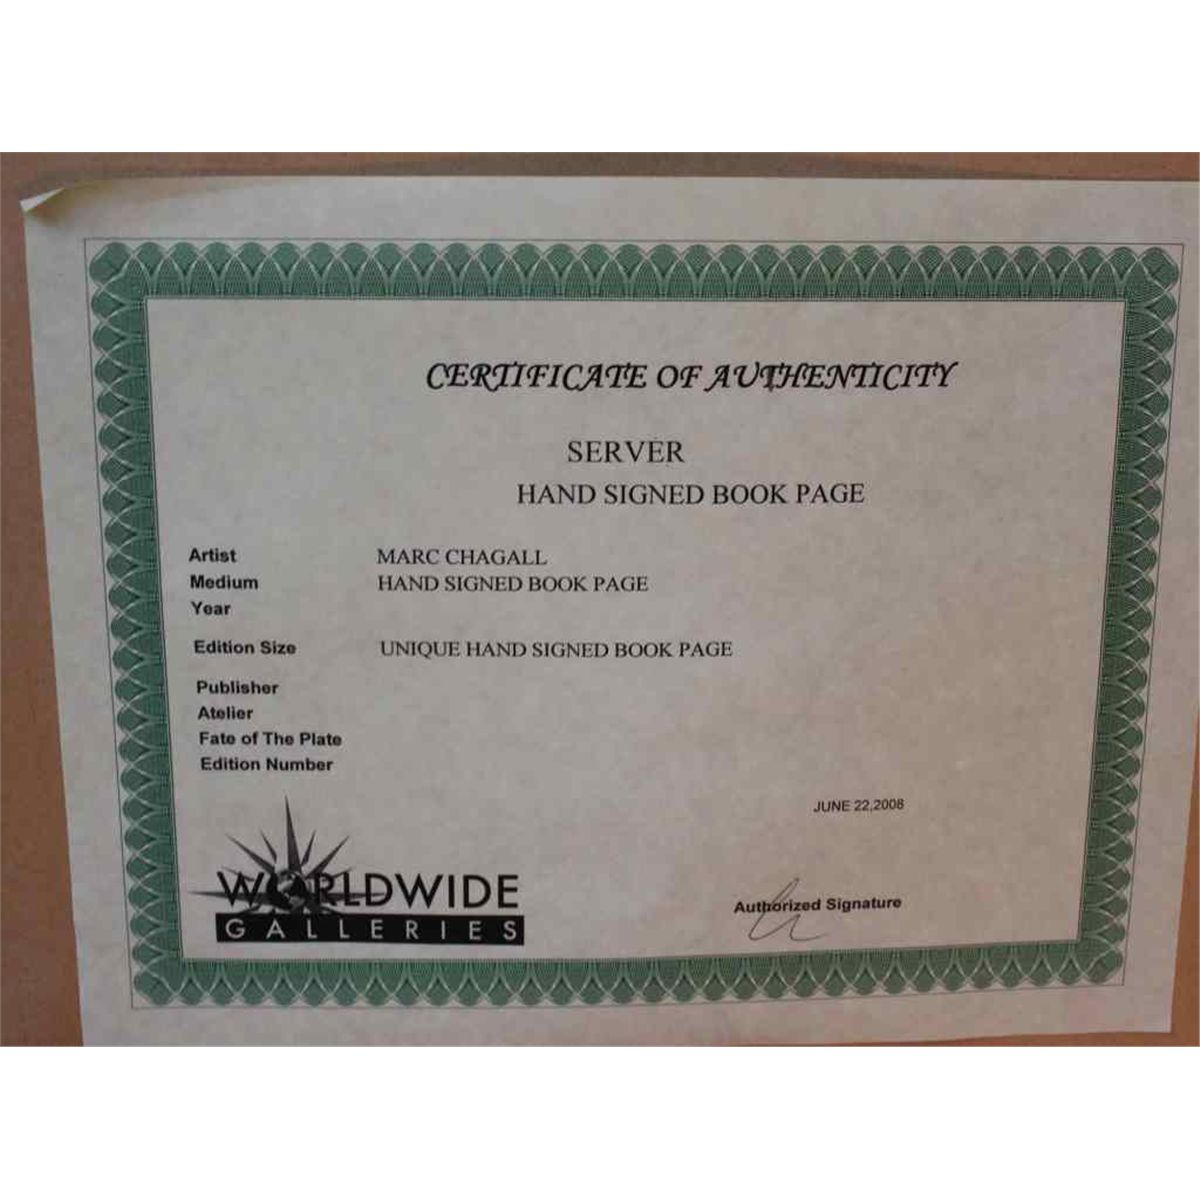 CERTIFICATE OF AUTHENTICITY
SERVER
HAND SIGNED BOOK PAGE
Artist MARC CHAGALL
Medium HAND SIGNED BOOK PAGE
Year
Edition Size UNIQUE HAND SIGNED BOOK PAGE
Publisher
Atelier
Fate of The Plate
Edition Number
JUNE 22,2008
WORLDWIDE
GALLERIES
Authorized Signature